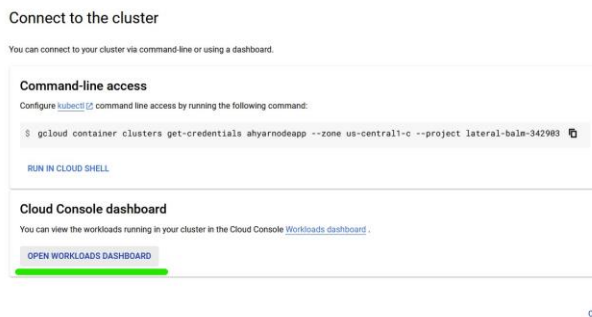 Connect to the cluster
You can connect to your cluster via command-line or using a dashboard.
Command-line access
Configure kubectl command line access by running the following command:
$ gcloud container clusters get-credentials ahyarnodeapp --zone us-central1-c --project lateral-balm-342903
RUN IN CLOUD SHELL
Cloud Console dashboard
You can view the workloads running in your cluster in the Cloud Console Workloads dashboard .
OPEN WORKLOADS DASHBOARD